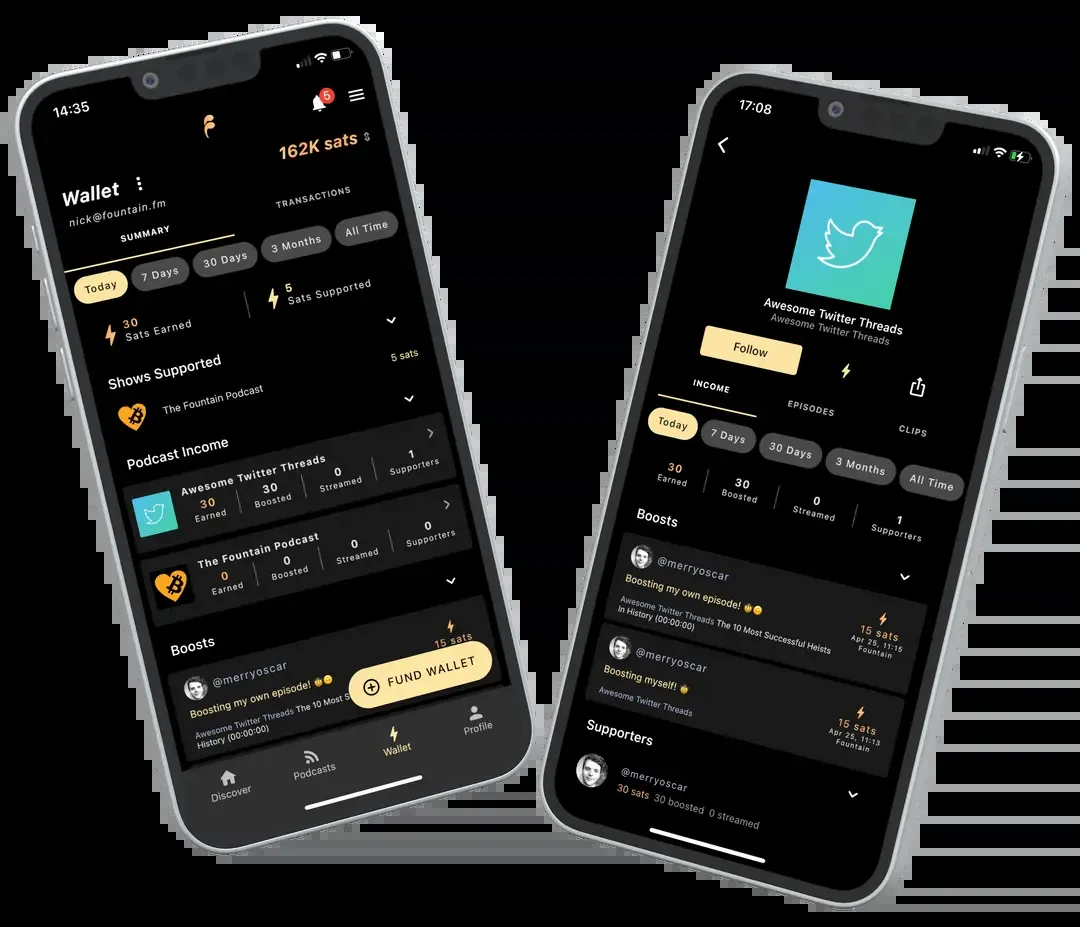 14:35
5
162K sats
Wallet
nick@fountain.fm
SUMMARY
TRANSACTIONS
Today
7 Days
30 Days
3 Months
All Time
30
Sats Earned
5
Sats Supported
Shows Supported
The Fountain Podcast
5 sats
Podcast Income
Awesome Twitter Threads
30 30 0 1
Earned Boosted Streamed Supporters
The Fountain Podcast
0 0 0 0
Earned Boosted Streamed Supporters
Boosts
@merryoscar
15 sats
Boosting my own episode! 🤴😊
Awesome Twitter Threads The 10 Most S
History (00:00:00)
FUND WALLET
Discover
Podcasts
Wallet
Profile
17:08
Awesome Twitter Threads
Awesome Twitter Threads
Follow
INCOME
EPISODES
CLIPS
Today
7 Days
30 Days
3 Months
All Time
30 30 0 1
Earned Boosted Streamed Supporters
Boosts
@merryoscar
Boosting my own episode! 🤴😊
Awesome Twitter Threads The 10 Most Successful Heists
In History (00:00:00)
15 sats
Apr 25, 11:15
Fountain
@merryoscar
Boosting myself! 🤴
Awesome Twitter Threads
15 sats
Apr 25, 11:13
Fountain
Supporters
@merryoscar
30 sats 30 boosted 0 streamed